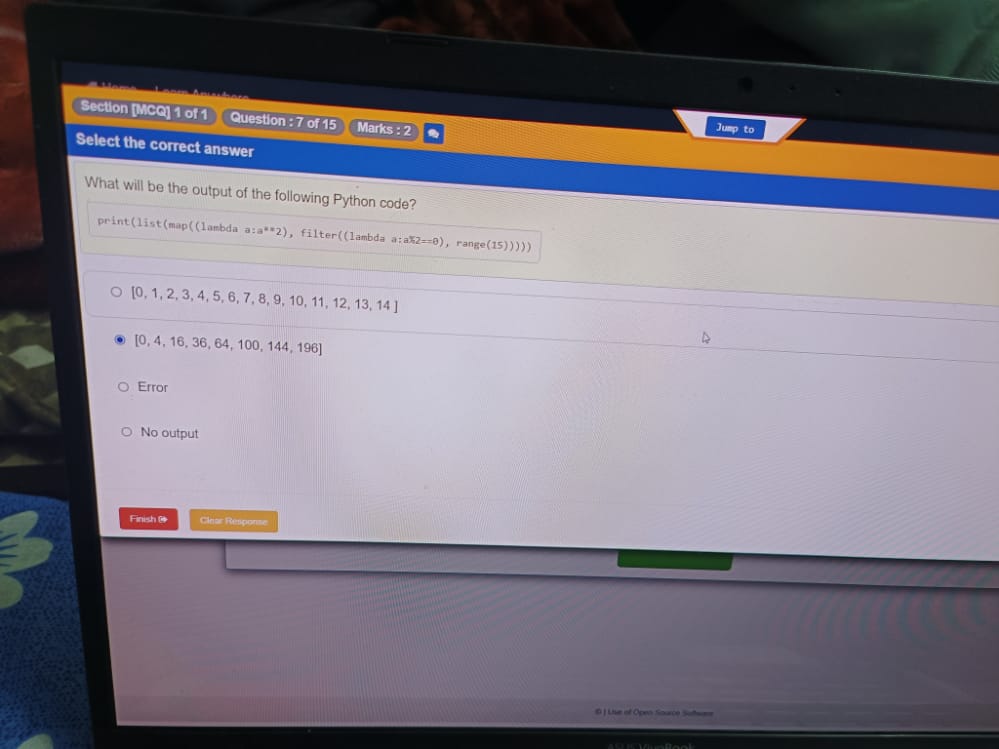 Home Learn Anywhere
Section [MCQ] 1 of 1 Question : 7 of 15 Marks : 2 Jump to
Select the correct answer
What will be the output of the following Python code?
print(list(map((lambda a:a**2), filter((lambda a:a%2==0), range(15)))))
[0, 1, 2, 3, 4, 5, 6, 7, 8, 9, 10, 11, 12, 13, 14 ]
[0, 4, 16, 36, 64, 100, 144, 196]
Error
No output
Finish Clear Response
© | Use of Open Source Software
ASUS VivoBook